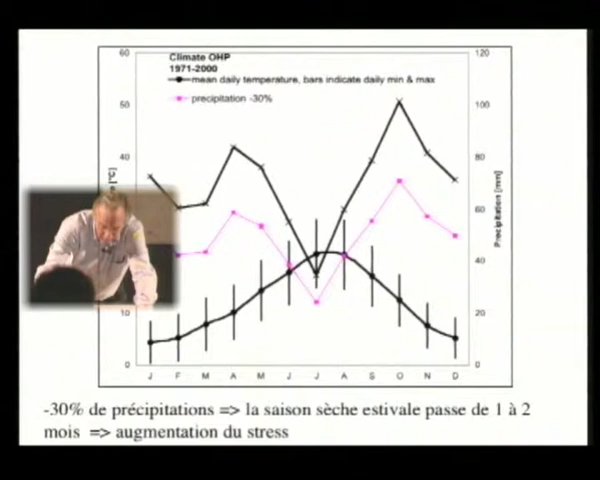 Climate OHP
1971-2000
mean daily temperature, bars indicate daily min & max
precipitation -30%
60
50
40
10
0
120
100
80
60
40
20
0
[°C]
Precipitation [mm]
J F M A M J J A S O N D
-30% de précipitations => la saison sèche estivale passe de 1 à 2
mois => augmentation du stress